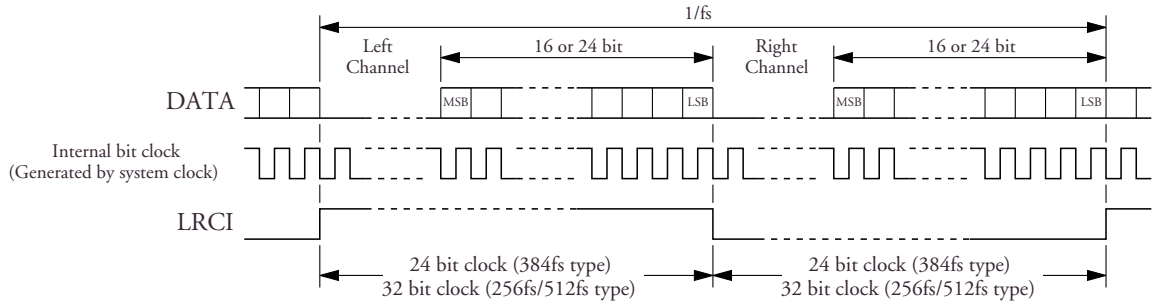 1/fs
Left
Channel
16 or 24 bit
Right
Channel
16 or 24 bit
DATA
MSB
LSB
MSB
LSB
Internal bit clock
(Generated by system clock)
LRCI
24 bit clock (384fs type)
32 bit clock (256fs/512fs type)
24 bit clock (384fs type)
32 bit clock (256fs/512fs type)